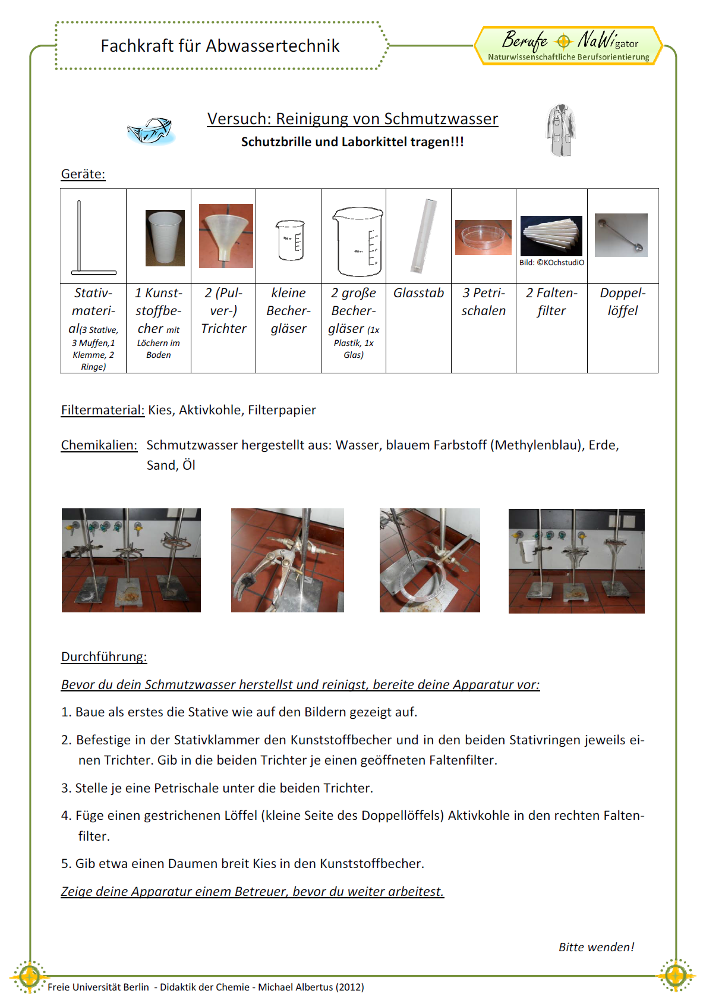 Fachkraft für Abwassertechnik
Berufe NaWigator
Naturwissenschaftliche Berufsorientierung
Versuch: Reinigung von Schmutzwasser
Schutzbrille und Laborkittel tragen!!!
Geräte:
Bild: ©KOchstudiO
Stativ-
materi-
al(3 Stative,
3 Muffen,1
Klemme, 2
Ringe)
1 Kunst-
stoffbe-
cher mit
Löchern im
Boden
2 (Pul-
ver-)
Trichter
kleine
Becher-
gläser
2 große
Becher-
gläser (1x
Plastik, 1x
Glas)
Glasstab
3 Petri-
schalen
2 Falten-
filter
Doppel-
löffel
Filtermaterial: Kies, Aktivkohle, Filterpapier
Chemikalien: Schmutzwasser hergestellt aus: Wasser, blauem Farbstoff (Methylenblau), Erde,
Sand, Öl
Durchführung:
Bevor du dein Schmutzwasser herstellst und reinigst, bereite deine Apparatur vor:
1. Baue als erstes die Stative wie auf den Bildern gezeigt auf.
2. Befestige in der Stativklammer den Kunststoffbecher und in den beiden Stativringen jeweils ei-
nen Trichter. Gib in die beiden Trichter je einen geöffneten Faltenfilter.
3. Stelle je eine Petrischale unter die beiden Trichter.
4. Füge einen gestrichenen Löffel (kleine Seite des Doppellöffels) Aktivkohle in den rechten Falten-
filter.
5. Gib etwa einen Daumen breit Kies in den Kunststoffbecher.
Zeige deine Apparatur einem Betreuer, bevor du weiter arbeitest.
Bitte wenden!
Freie Universität Berlin - Didaktik der Chemie - Michael Albertus (2012)